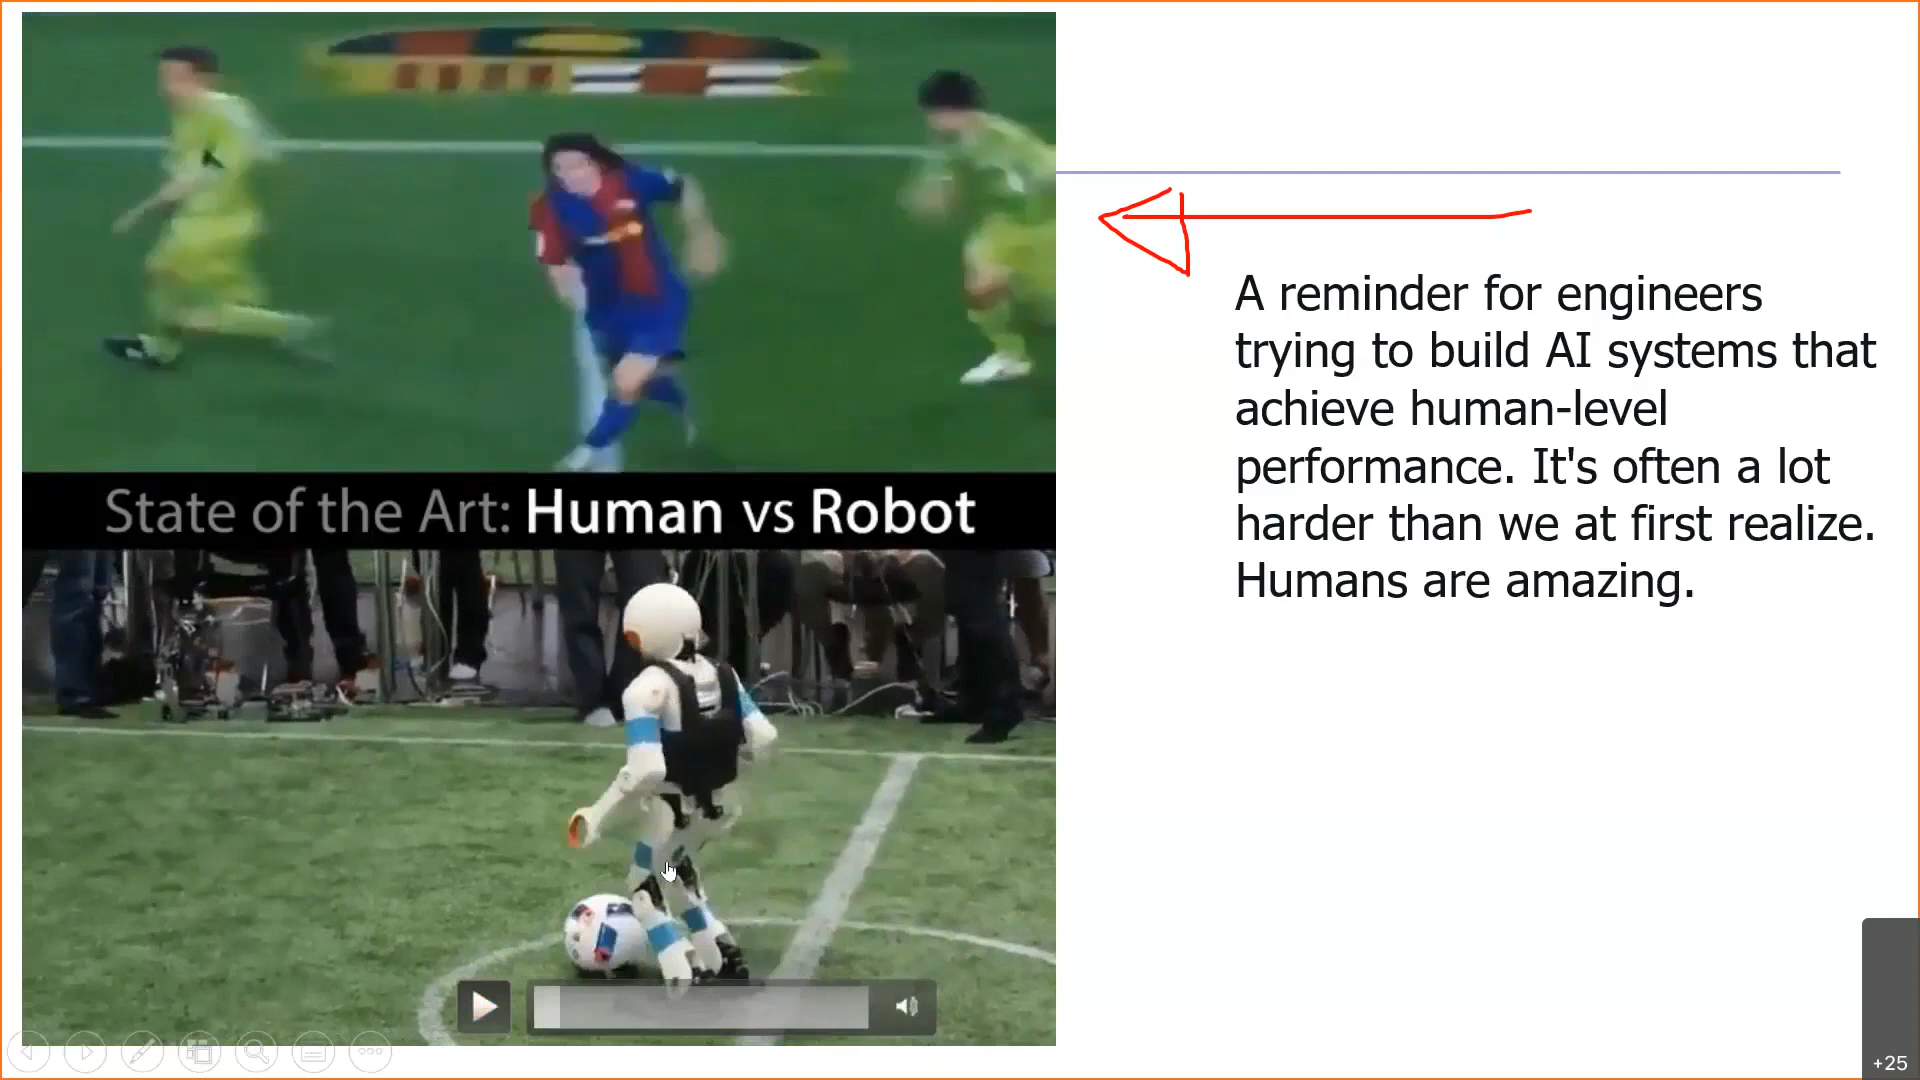 State of the Art: Human vs Robot
A reminder for engineers
trying to build AI systems that
achieve human-level
performance. It's often a lot
harder than we at first realize.
Humans are amazing.
+25